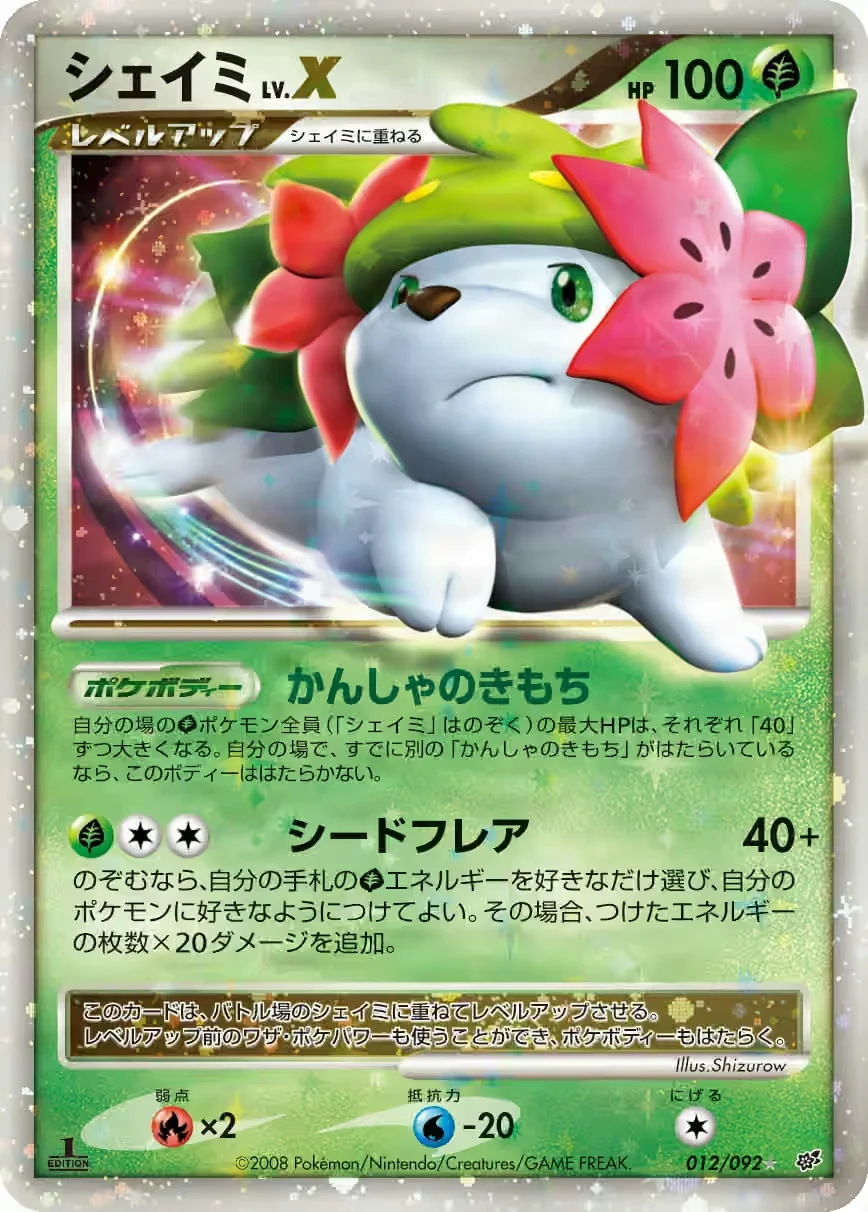 シェイミ LV.X HP 100
レベルアップ シェイミに重ねる
ポケボディー かんしゃのきもち
自分の場のポケモン全員（「シェイミ」はのぞく）の最大HPは、それぞれ「40」
ずつ大きくなる。自分の場で、すでに別の「かんしゃのきもち」がはたらいている
なら、このボディーははたらかない。
シードフレア 40+
のぞむなら、自分の手札のエネルギーを好きなだけ選び、自分の
ポケモンに好きなようにつけてよい。その場合、つけたエネルギー
の枚数×20ダメージを追加。
このカードは、バトル場のシェイミに重ねてレベルアップさせる。
レベルアップ前のワザ・ポケパワーも使うことができ、ポケボディーもはたらく。
Illus.Shizurow
弱点 抵抗力 にげる
×2 -20
1 EDITION
©2008 Pokémon/Nintendo/Creatures/GAME FREAK. 012/092★